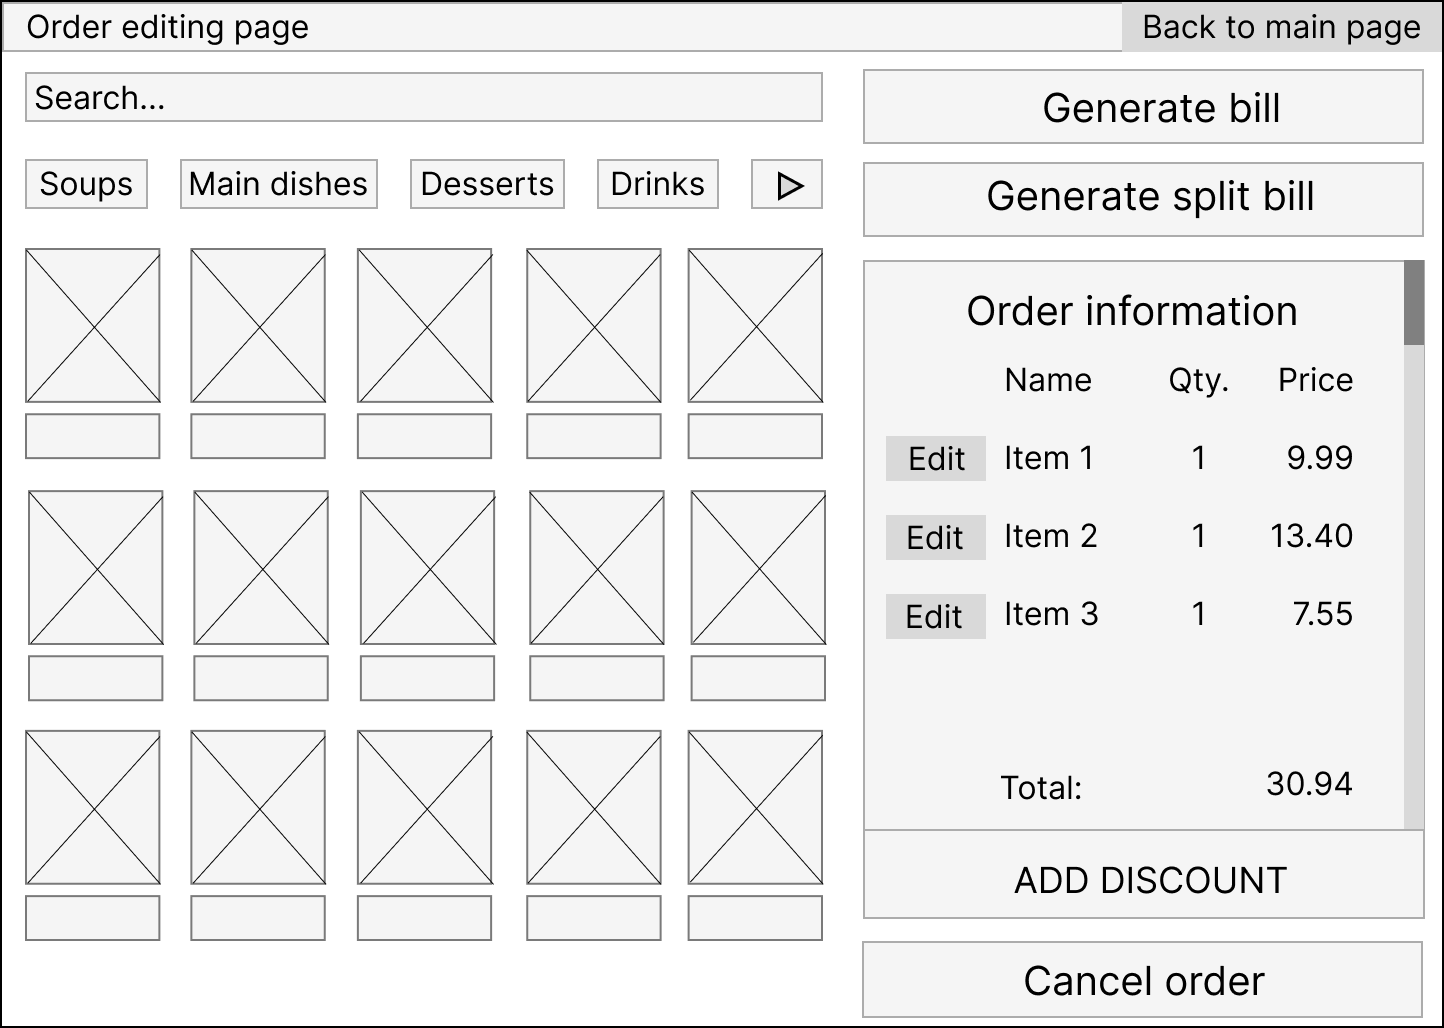 Order editing page
Back to main page
Search...
Soups
Main dishes
Desserts
Drinks
Generate bill
Generate split bill
Order information
Name Qty. Price
Edit Item 1 1 9.99
Edit Item 2 1 13.40
Edit Item 3 1 7.55
Total: 30.94
ADD DISCOUNT
Cancel order